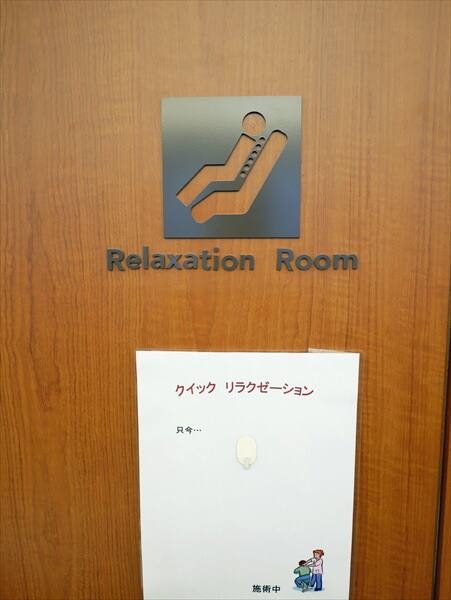 Relaxation Room
クイック リラクゼーション
只今…
施術中